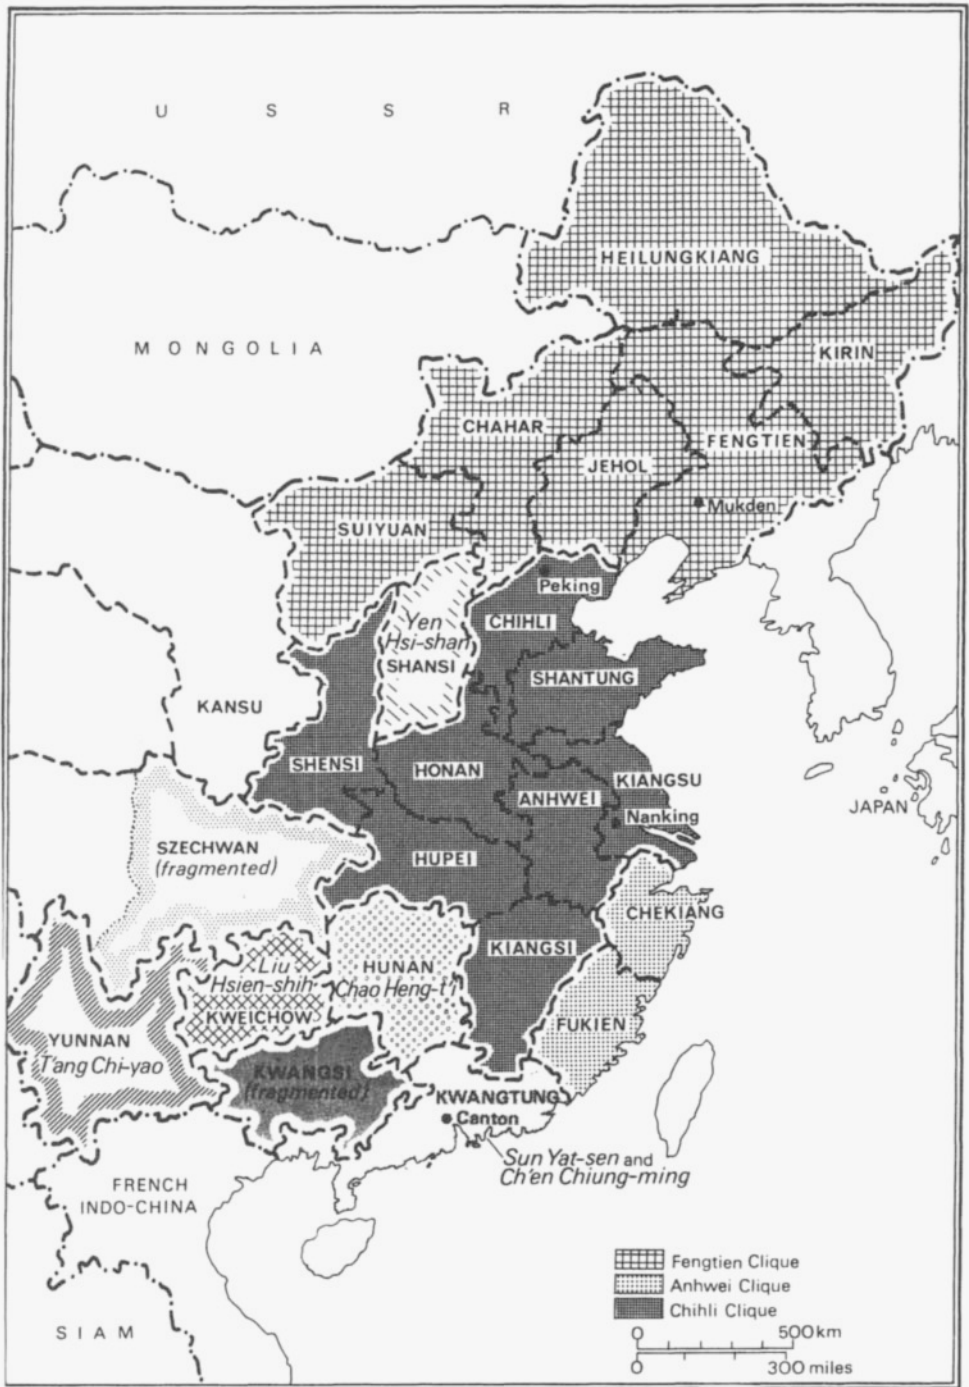 U S S R
HEILUNGKIANG
MONGOLIA
KIRIN
CHAHAR
FENGTIEN
JEHOL
Mukden
SUIYUAN
Peking
Yen
Hsi-shan
SHANSI
CHIHLI
SHANTUNG
KANSU
SHENSI
HONAN
KIANGSU
ANHWEI
Nanking
JAPAN
SZECHWAN
(fragmented)
HUPEI
CHEKIANG
KIANGSI
Liu
Hsien-shih
KWEICHOW
HUNAN
Chao Heng-t'i
FUKIEN
YUNNAN
T'ang Chi-yao
KWANGSI
(fragmented)
KWANGTUNG
Canton
Sun Yat-sen and
Ch'en Chiung-ming
FRENCH
INDO-CHINA
SIAM
Fengtien Clique
Anhwei Clique
Chihli Clique
0 500km
0 300 miles